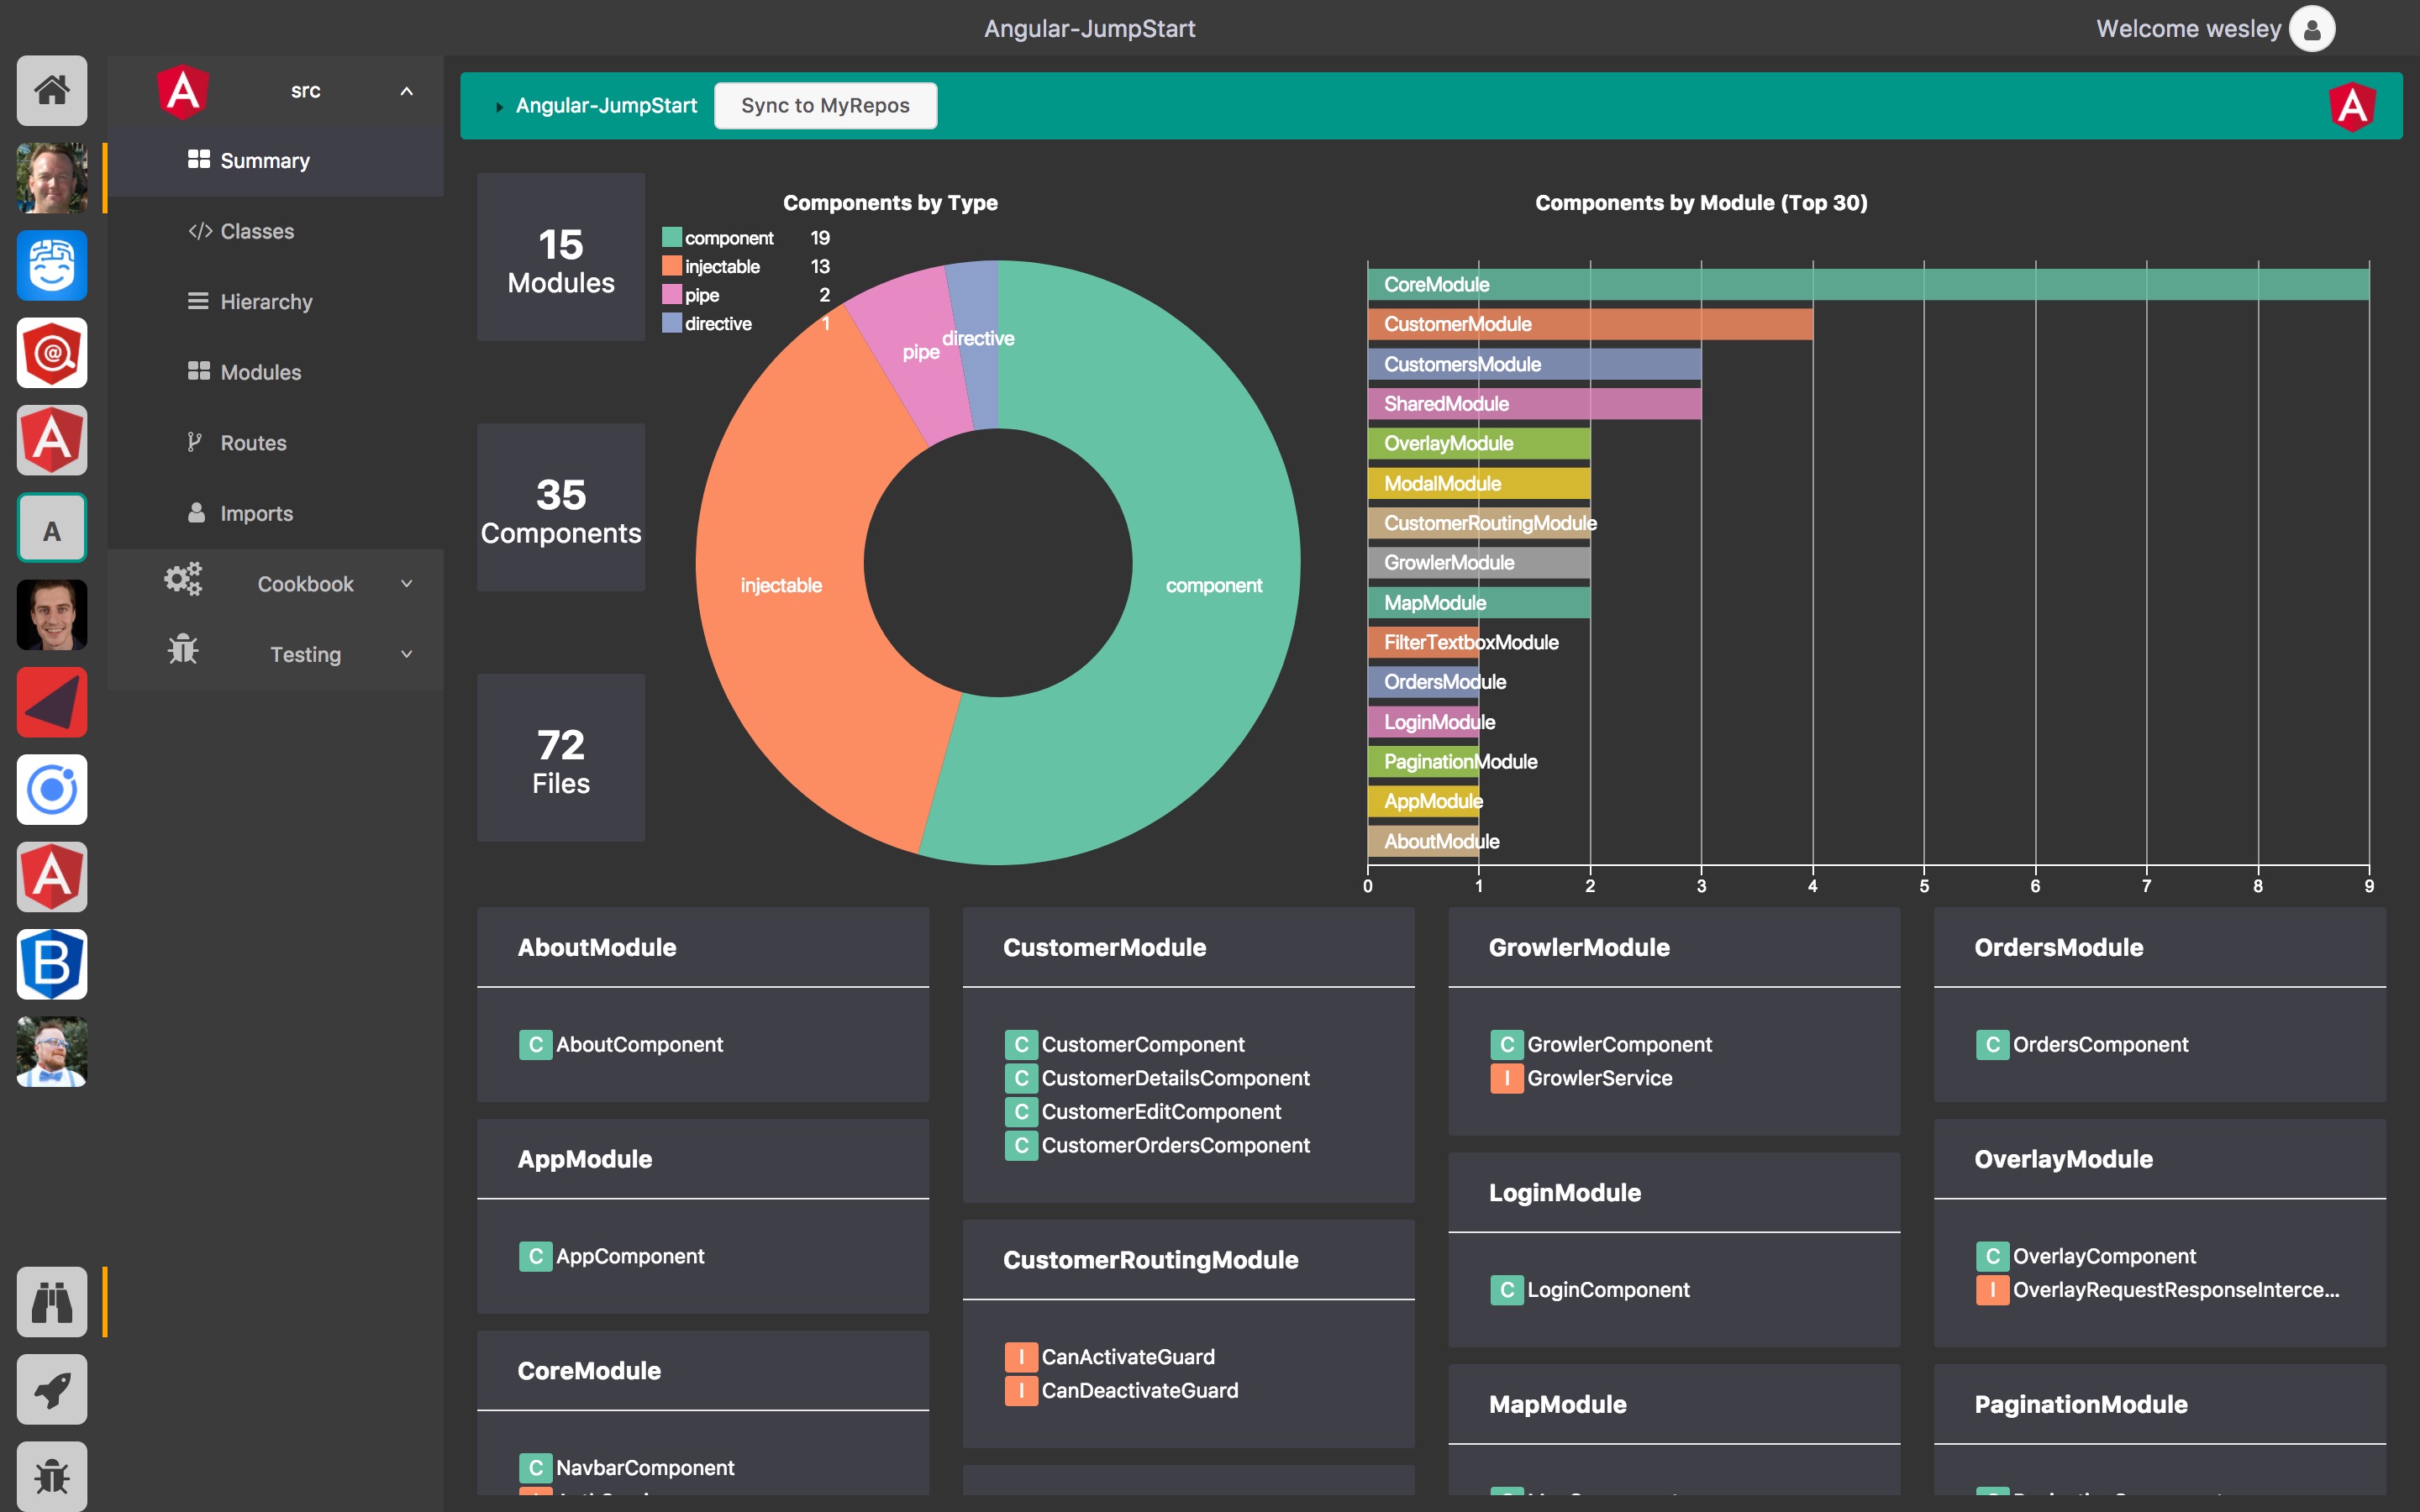 Angular-JumpStart
Welcome wesley
src
Summary
Classes
Hierarchy
Modules
Routes
Imports
Cookbook
Testing
A
Angular-JumpStart
Sync to MyRepos
15
Modules
35
Components
72
Files
Components by Type
component 19
injectable 13
pipe 2
directive 1
directive
pipe
injectable
component
Components by Module (Top 30)
CoreModule
CustomerModule
CustomersModule
SharedModule
OverlayModule
ModalModule
CustomerRoutingModule
GrowlerModule
MapModule
FilterTextboxModule
OrdersModule
LoginModule
PaginationModule
AppModule
AboutModule
0 1 2 3 4 5 6 7 8 9
AboutModule
C AboutComponent
AppModule
C AppComponent
CoreModule
C NavbarComponent
CustomerModule
C CustomerComponent
C CustomerDetailsComponent
C CustomerEditComponent
C CustomerOrdersComponent
CustomerRoutingModule
I CanActivateGuard
I CanDeactivateGuard
GrowlerModule
C GrowlerComponent
I GrowlerService
LoginModule
C LoginComponent
MapModule
OrdersModule
C OrdersComponent
OverlayModule
C OverlayComponent
I OverlayRequestResponseInterce...
PaginationModule